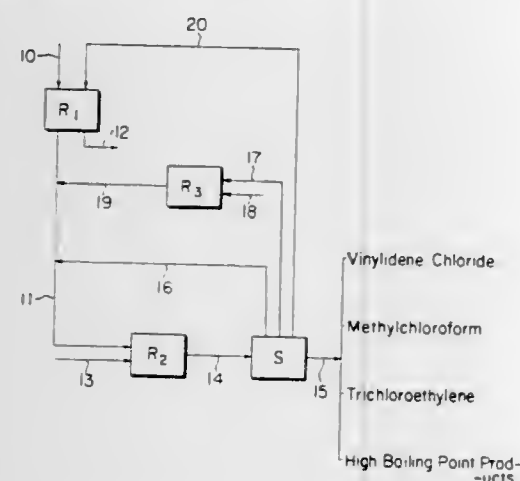 20
10
R1
12
17
R3
19
18
16
11
R2
S
13
14
15
Vinylidene Chloride
Methylchloroform
Trichloroethylene
High Boiling Point Prod-
-ucts